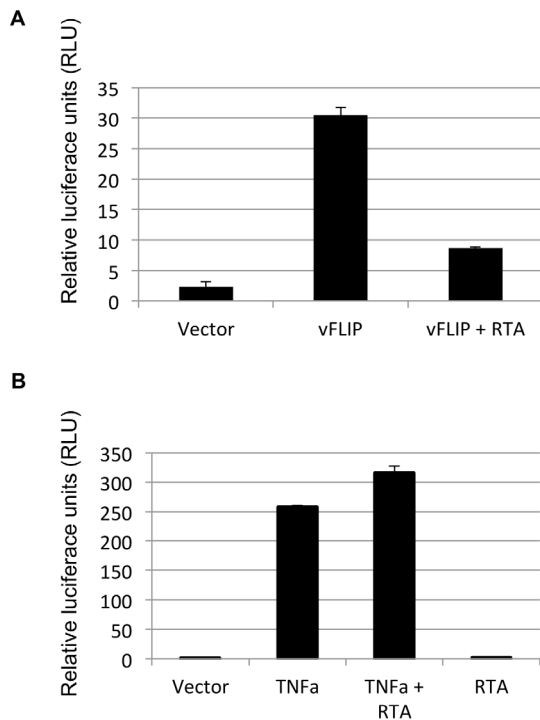 A
Relative luciferace units (RLU)
35
30
25
20
15
10
5
0
Vector
vFLIP
vFLIP + RTA
B
Relative luciferace units (RLU)
350
300
250
200
150
100
50
0
Vector
TNFa
TNFa +
RTA
RTA